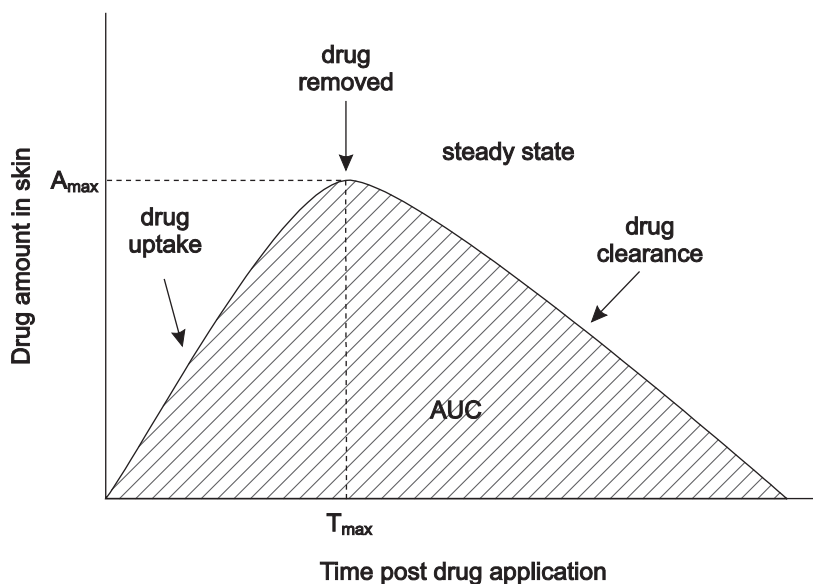 drug
removed
steady state
Amax
drug
uptake
drug
clearance
Drug amount in skin
AUC
Tmax
Time post drug application